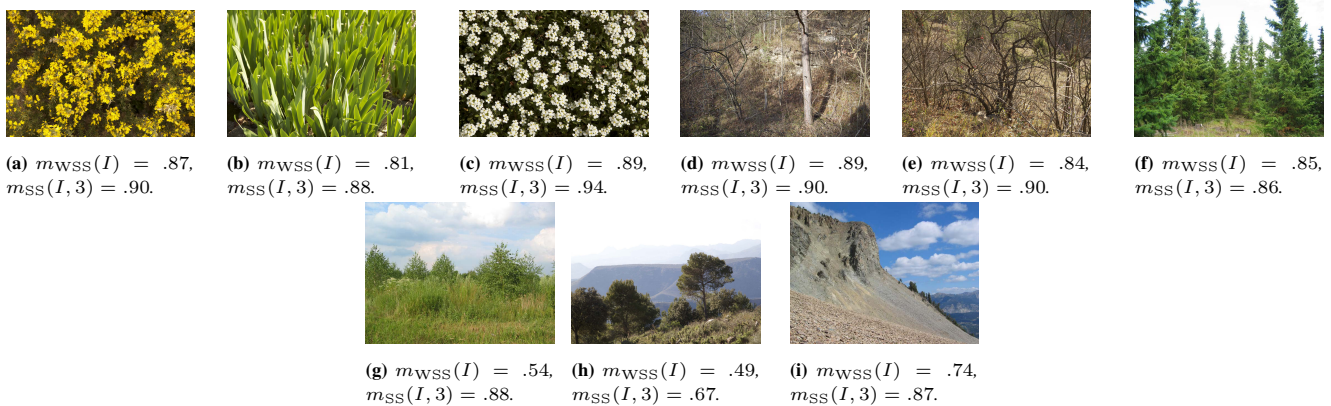 (a) m_WSS(I) = .87,
m_SS(I, 3) = .90.
(b) m_WSS(I) = .81,
m_SS(I, 3) = .88.
(c) m_WSS(I) = .89,
m_SS(I, 3) = .94.
(d) m_WSS(I) = .89,
m_SS(I, 3) = .90.
(e) m_WSS(I) = .84,
m_SS(I, 3) = .90.
(f) m_WSS(I) = .85,
m_SS(I, 3) = .86.
(g) m_WSS(I) = .54,
m_SS(I, 3) = .88.
(h) m_WSS(I) = .49,
m_SS(I, 3) = .67.
(i) m_WSS(I) = .74,
m_SS(I, 3) = .87.